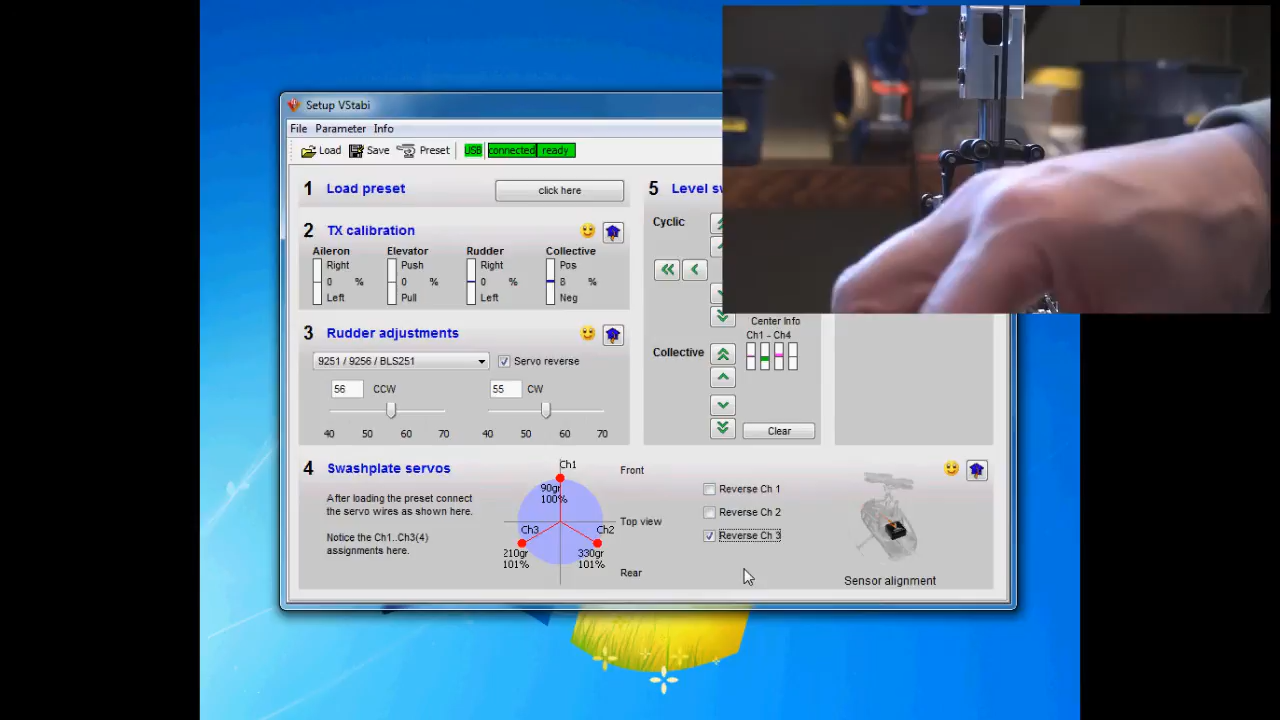 Setup VStabi
File Parameter Info
Load Save Preset USB connected ready
1 Load preset click here
2 TX calibration
Aileron Elevator Rudder Collective
Right Push Right Pos
0 % 0 % 0 % 8 %
Left Pull Left Neg
3 Rudder adjustments
9251 / 9256 / BLS251 Servo reverse
56 CCW 55 CW
40 50 60 70 40 50 60 70
5 Level
Cyclic
Center Info
Ch1 - Ch4
Collective
Clear
4 Swashplate servos
After loading the preset connect
the servo wires as shown here.
Notice the Ch1..Ch3(4)
assignments here.
Ch1
90gr
100%
Ch3 Ch2
210gr 330gr
101% 101%
Front
Top view
Rear
Reverse Ch 1
Reverse Ch 2
Reverse Ch 3
Sensor alignment